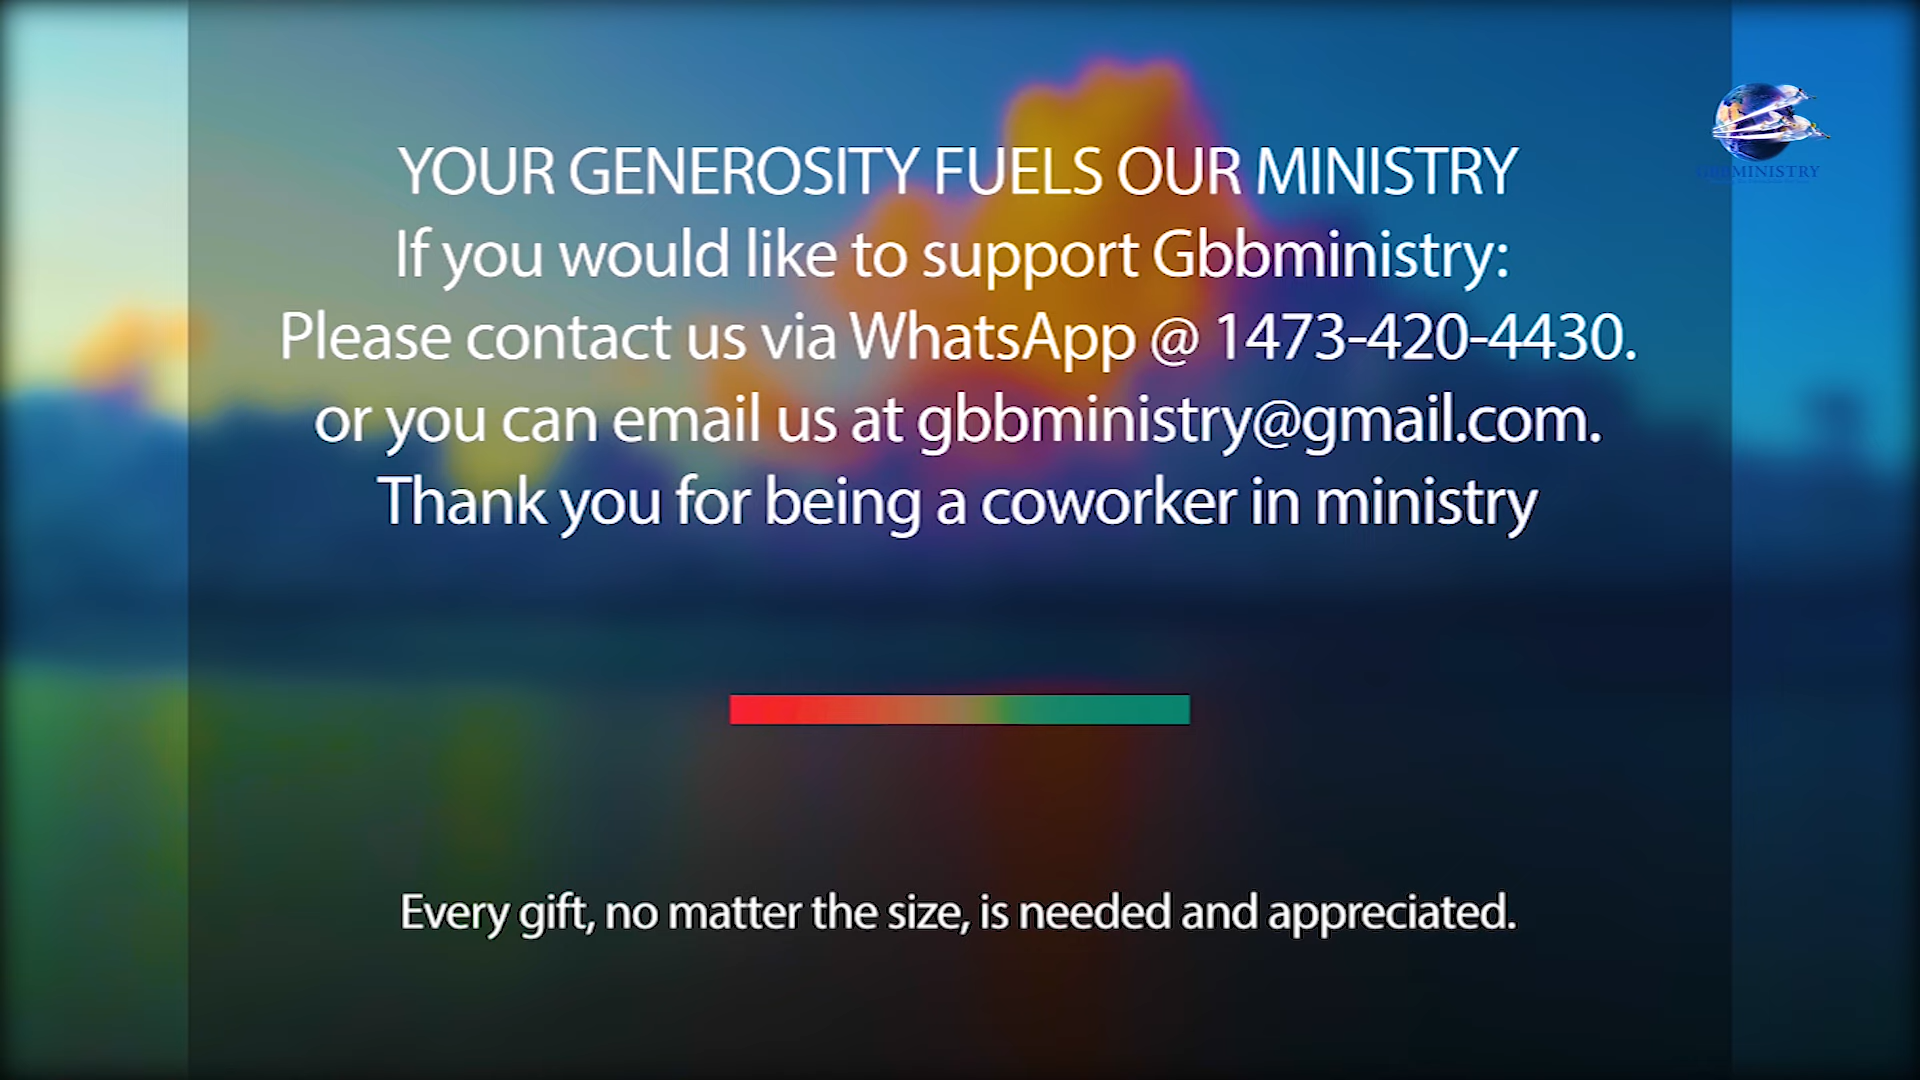 YOUR GENEROSITY FUELS OUR MINISTRY
If you would like to support Gbbministry:
Please contact us via WhatsApp @ 1473-420-4430.
or you can email us at gbbministry@gmail.com.
Thank you for being a coworker in ministry
Every gift, no matter the size, is needed and appreciated.
GBBMINISTRY